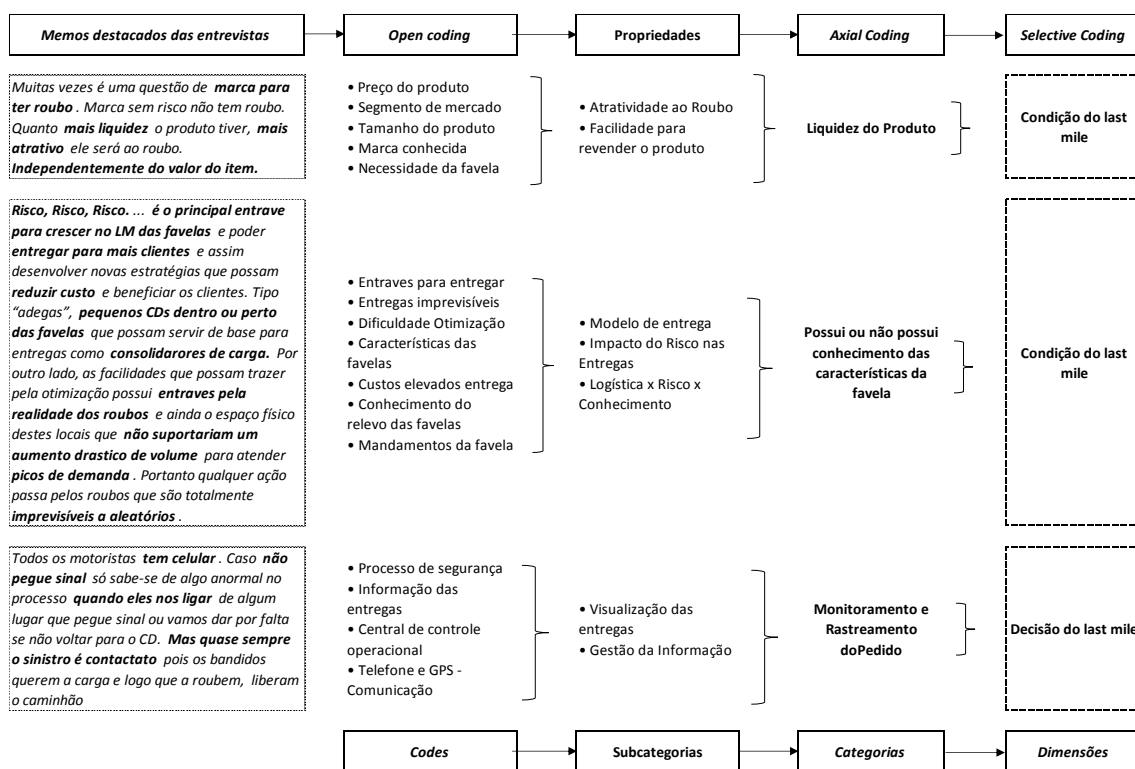 Memos destacados das entrevistas
Open coding
Propriedades
Axial Coding
Selective Coding
Muitas vezes é uma questão de marca para
ter roubo . Marca sem risco não tem roubo.
Quanto mais liquidez o produto tiver, mais
atrativo ele será ao roubo.
Independentemente do valor do item.
• Preço do produto
• Segmento de mercado
• Tamanho do produto
• Marca conhecida
• Necessidade da favela
• Atratividade ao Roubo
• Facilidade para
revender o produto
Liquidez do Produto
Condição do last
mile
Risco, Risco, Risco. ... é o principal entrave
para crescer no LM das favelas e poder
entregar para mais clientes e assim
desenvolver novas estratégias que possam
reduzir custo e beneficiar os clientes. Tipo
“adegas”, pequenos CDs dentro ou perto
das favelas que possam servir de base para
entregas como consolidarores de carga. Por
outro lado, as facilidades que possam trazer
pela otimização possui entraves pela
realidade dos roubos e ainda o espaço físico
destes locais que não suportariam um
aumento drastico de volume para atender
picos de demanda . Portanto qualquer ação
passa pelos roubos que são totalmente
imprevisíveis a aleatórios .
• Entraves para entregar
• Entregas imprevisíveis
• Dificuldade Otimização
• Características das
favelas
• Custos elevados entrega
• Conhecimento do
relevo das favelas
• Mandamentos da favela
• Modelo de entrega
• Impacto do Risco nas
Entregas
• Logística x Risco x
Conhecimento
Possui ou não possui
conhecimento das
características da
favela
Condição do last
mile
Todos os motoristas tem celular . Caso não
pegue sinal só sabe-se de algo anormal no
processo quando eles nos ligar de algum
lugar que pegue sinal ou vamos dar por falta
se não voltar para o CD. Mas quase sempre
o sinistro é contactato pois os bandidos
querem a carga e logo que a roubem, liberam
o caminhão
• Processo de segurança
• Informação das
entregas
• Central de controle
operacional
• Telefone e GPS -
Comunicação
• Visualização das
entregas
• Gestão da Informação
Monitoramento e
Rastreamento
doPedido
Decisão do last mile
Codes
Subcategorias
Categorias
Dimensões